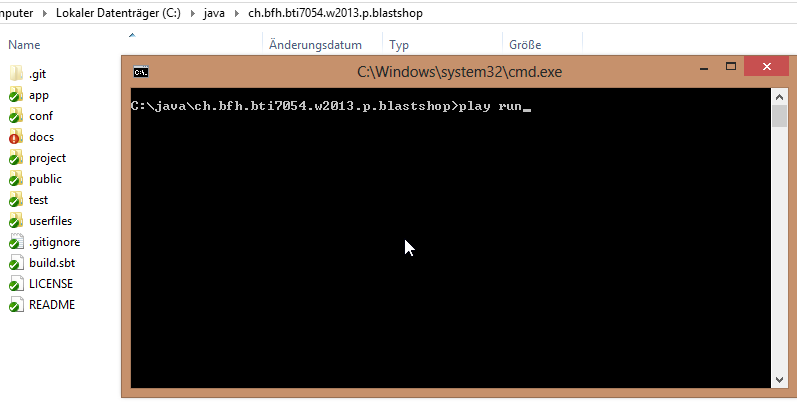 mputer ▸ Lokaler Datenträger (C:) ▸ java ▸ ch.bfh.bti7054.w2013.p.blastshop
Name Änderungsdatum Typ Größe
.git
app
conf
docs
project
public
test
userfiles
.gitignore
build.sbt
LICENSE
README
C:\Windows\system32\cmd.exe
C:\java\ch.bfh.bti7054.w2013.p.blastshop>play run_